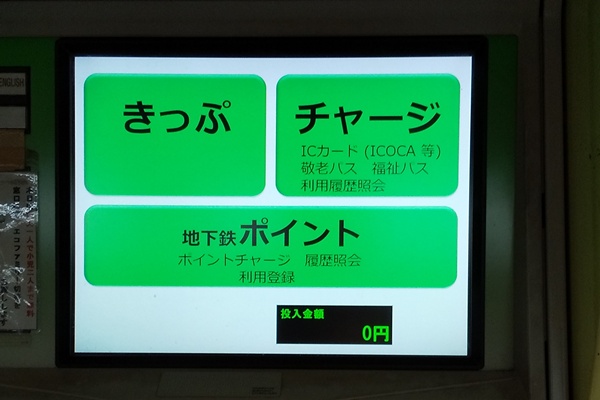 ENGLISH
きっぷ
チャージ
ICカード (ICOCA 等)
敬老パス　福祉パス
利用履歴照会
地下鉄ポイント
ポイントチャージ　履歴照会
利用登録
投入金額
0円